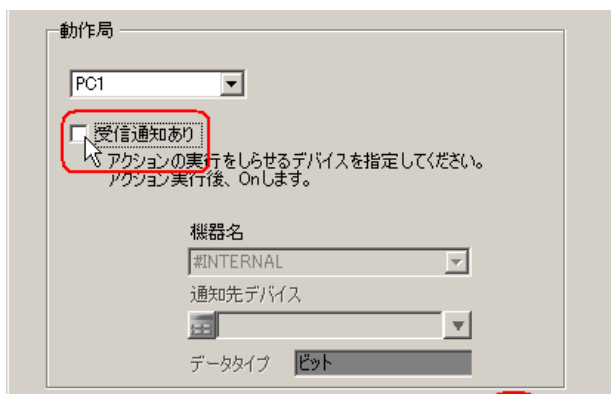 動作局
PC1
受信通知あり
アクションの実行をしらせるデバイスを指定してください。
アクション実行後、Onします。
機器名
#INTERNAL
通知先デバイス
データタイプ ビット